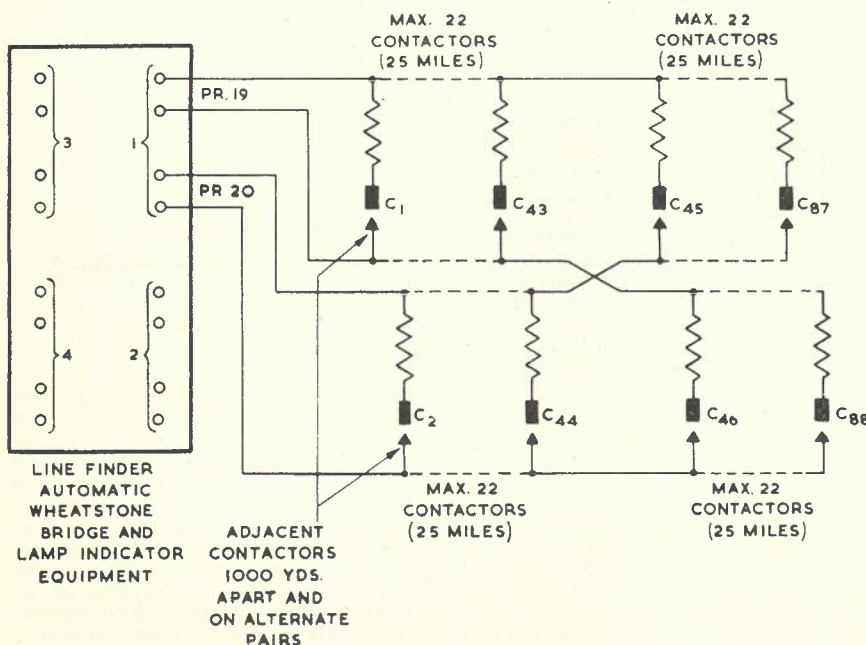 MAX. 22
CONTACTORS
(25 MILES)
MAX. 22
CONTACTORS
(25 MILES)
PR. 19
3
1
PR 20
C1
C43
C45
C87
4
2
C2
C44
C46
C88
LINE FINDER
AUTOMATIC
WHEATSTONE
BRIDGE AND
LAMP INDICATOR
EQUIPMENT
ADJACENT
CONTACTORS
1000 YDS.
APART AND
ON ALTERNATE
PAIRS
MAX. 22
CONTACTORS
(25 MILES)
MAX. 22
CONTACTORS
(25 MILES)